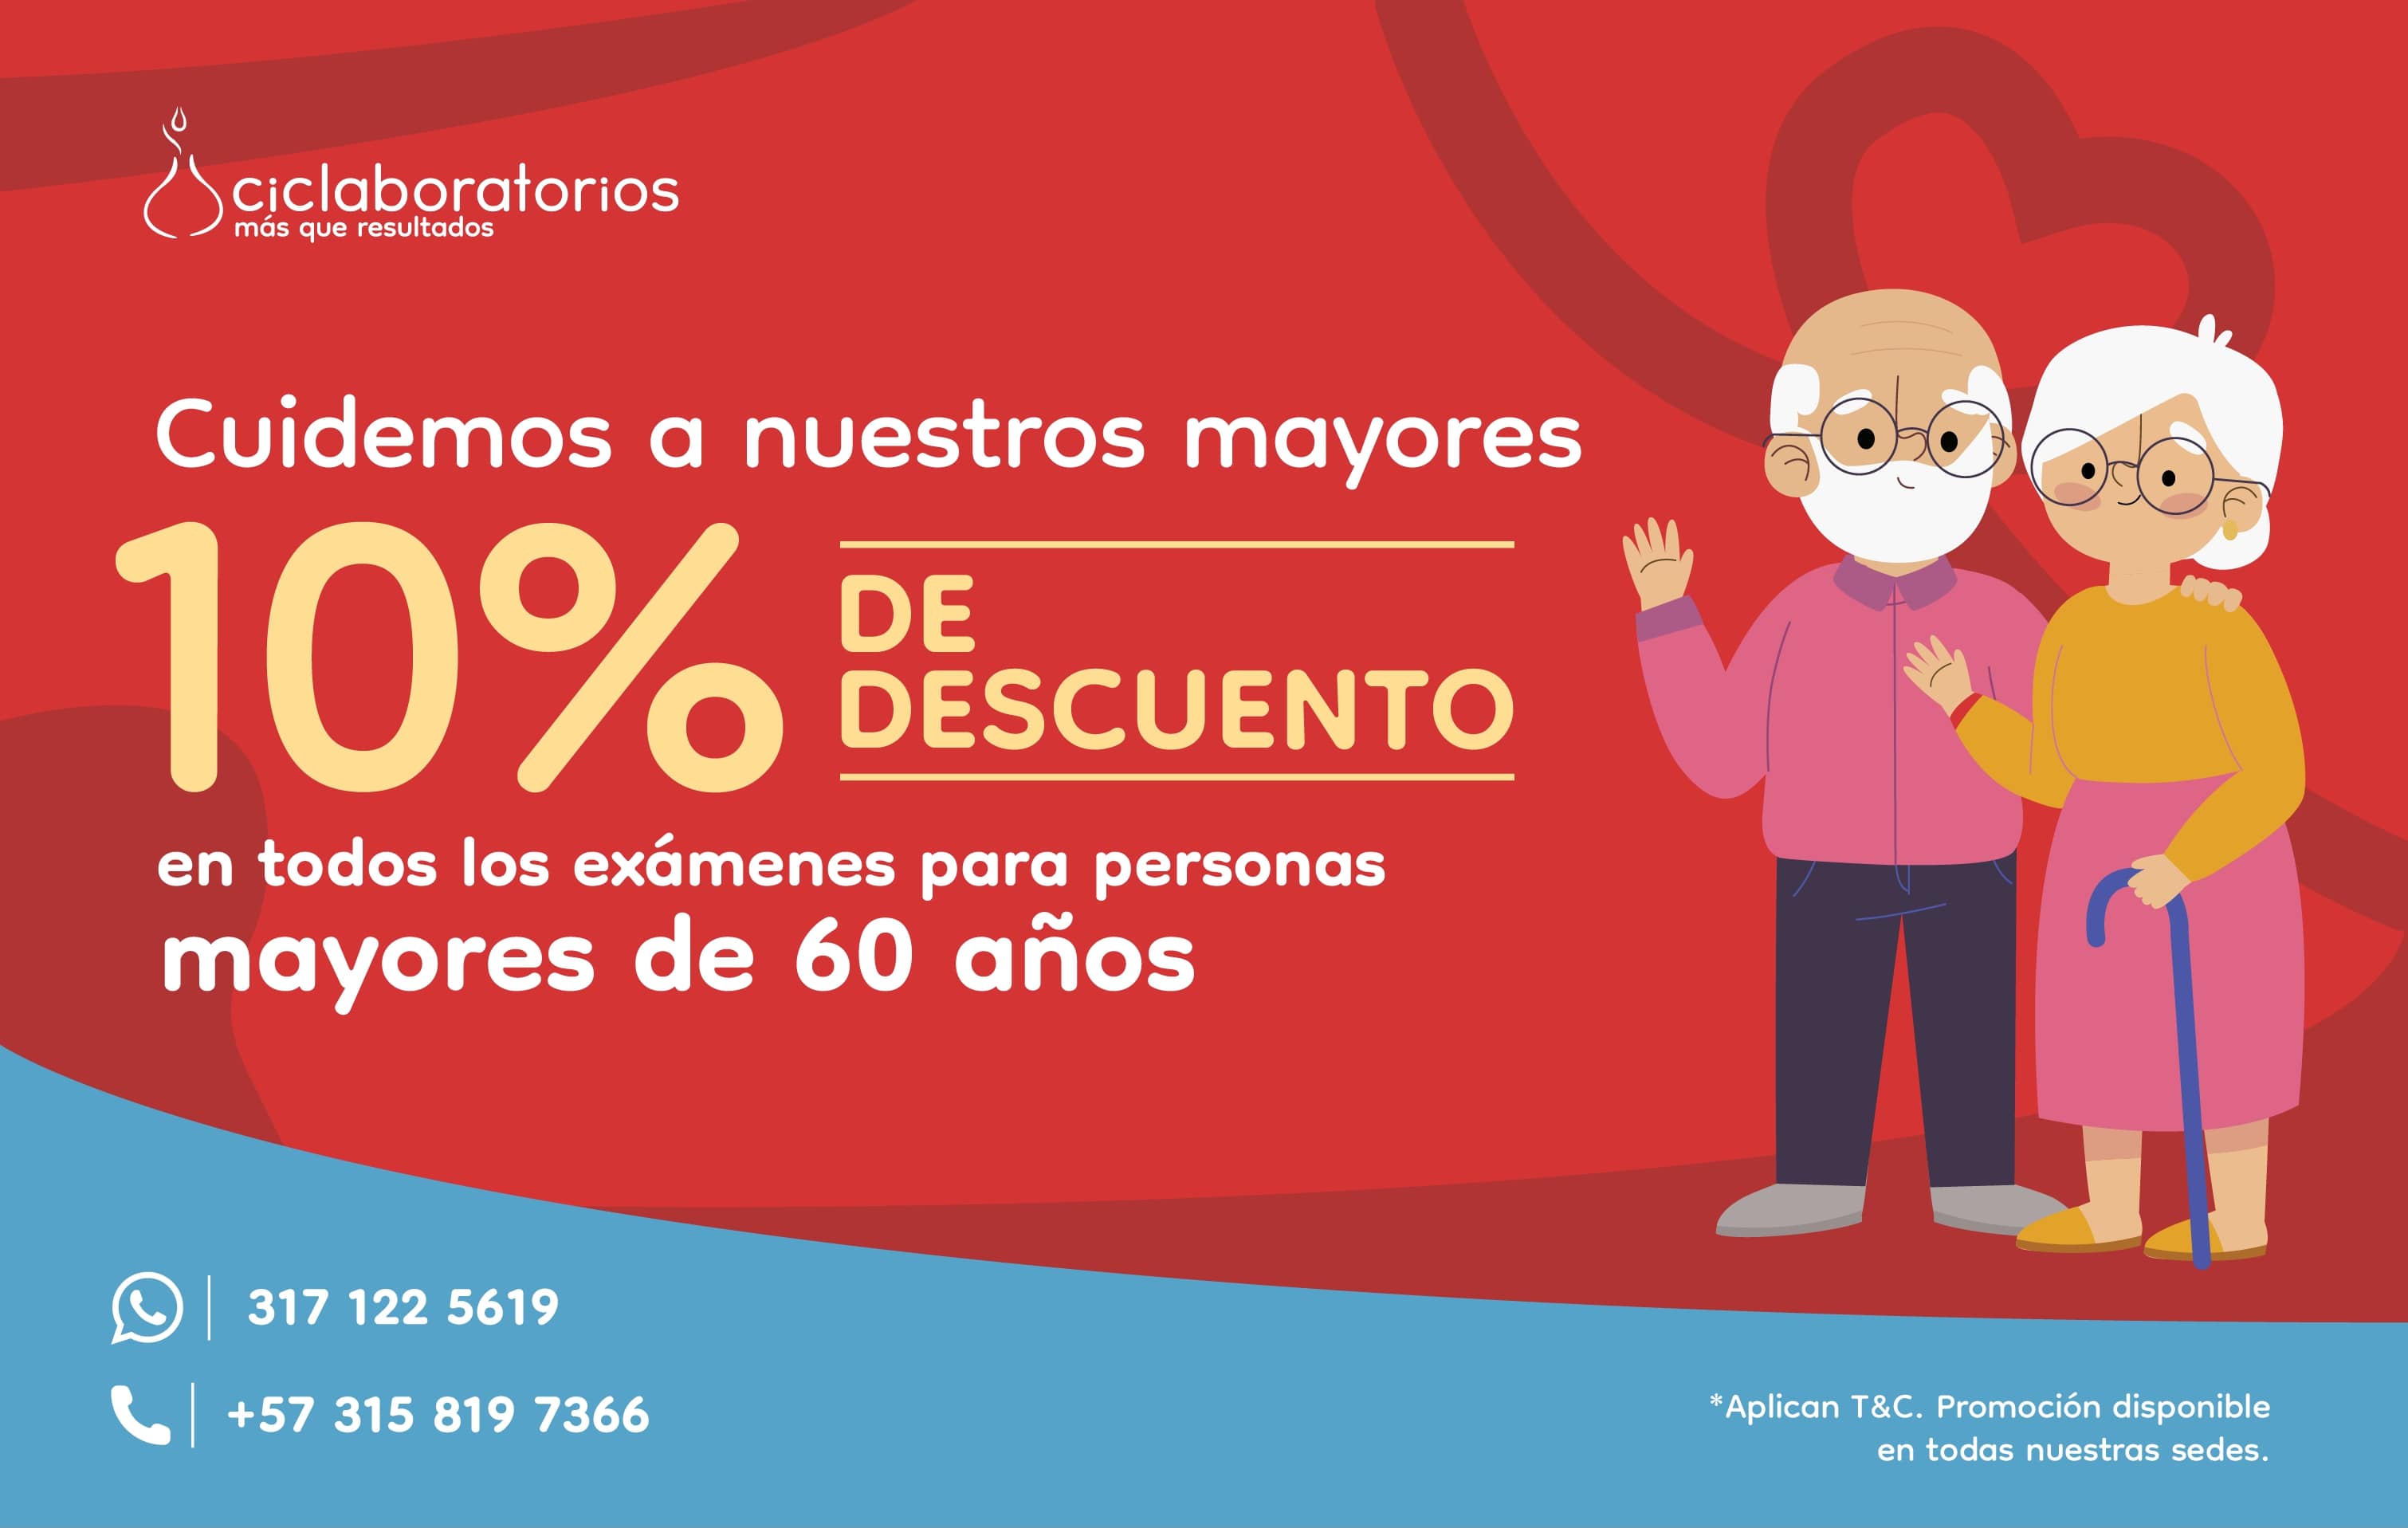 ciclaboratorios
más que resultados
Cuidemos a nuestros mayores
10% DE
DESCUENTO
en todos los exámenes para personas
mayores de 60 años
317 122 5619
+57 315 819 7366
*Aplican T&C. Promoción disponible
en todas nuestras sedes.